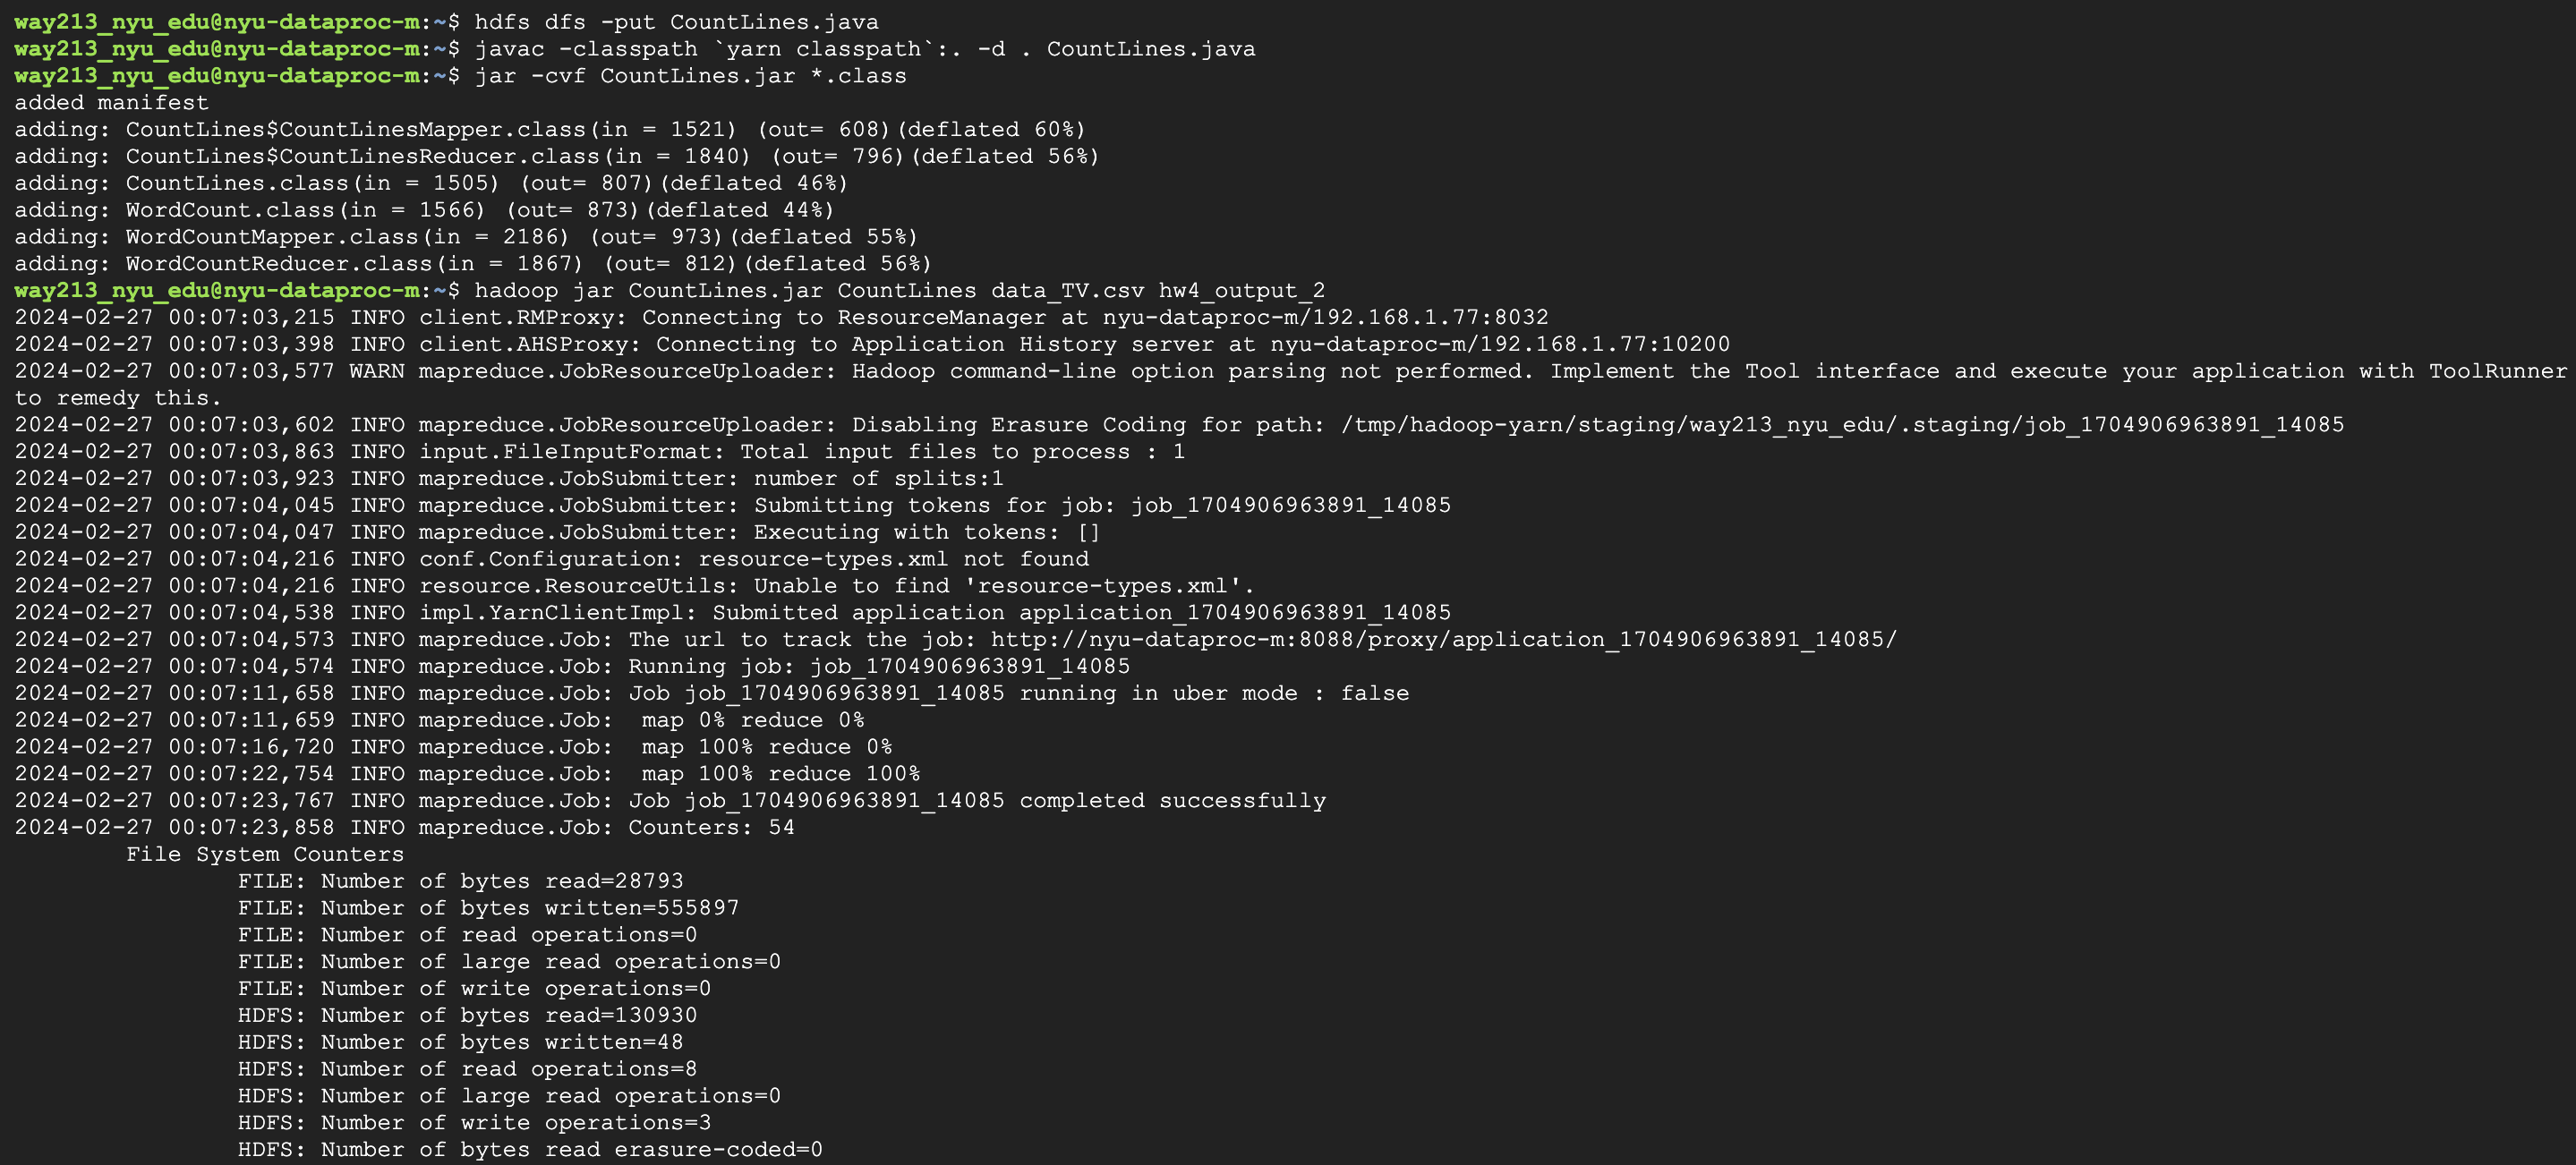 way213_nyu_edu@nyu-dataproc-m:~$ hdfs dfs -put CountLines.java
way213_nyu_edu@nyu-dataproc-m:~$ javac -classpath `yarn classpath`:. -d . CountLines.java
way213_nyu_edu@nyu-dataproc-m:~$ jar -cvf CountLines.jar *.class
added manifest
adding: CountLines$CountLinesMapper.class(in = 1521) (out= 608)(deflated 60%)
adding: CountLines$CountLinesReducer.class(in = 1840) (out= 796)(deflated 56%)
adding: CountLines.class(in = 1505) (out= 807)(deflated 46%)
adding: WordCount.class(in = 1566) (out= 873)(deflated 44%)
adding: WordCountMapper.class(in = 2186) (out= 973)(deflated 55%)
adding: WordCountReducer.class(in = 1867) (out= 812)(deflated 56%)
way213_nyu_edu@nyu-dataproc-m:~$ hadoop jar CountLines.jar CountLines data_TV.csv hw4_output_2
2024-02-27 00:07:03,215 INFO client.RMProxy: Connecting to ResourceManager at nyu-dataproc-m/192.168.1.77:8032
2024-02-27 00:07:03,398 INFO client.AHSProxy: Connecting to Application History server at nyu-dataproc-m/192.168.1.77:10200
2024-02-27 00:07:03,577 WARN mapreduce.JobResourceUploader: Hadoop command-line option parsing not performed. Implement the Tool interface and execute your application with ToolRunner
to remedy this.
2024-02-27 00:07:03,602 INFO mapreduce.JobResourceUploader: Disabling Erasure Coding for path: /tmp/hadoop-yarn/staging/way213_nyu_edu/.staging/job_1704906963891_14085
2024-02-27 00:07:03,863 INFO input.FileInputFormat: Total input files to process : 1
2024-02-27 00:07:03,923 INFO mapreduce.JobSubmitter: number of splits:1
2024-02-27 00:07:04,045 INFO mapreduce.JobSubmitter: Submitting tokens for job: job_1704906963891_14085
2024-02-27 00:07:04,047 INFO mapreduce.JobSubmitter: Executing with tokens: []
2024-02-27 00:07:04,216 INFO conf.Configuration: resource-types.xml not found
2024-02-27 00:07:04,216 INFO resource.ResourceUtils: Unable to find 'resource-types.xml'.
2024-02-27 00:07:04,538 INFO impl.YarnClientImpl: Submitted application application_1704906963891_14085
2024-02-27 00:07:04,573 INFO mapreduce.Job: The url to track the job: http://nyu-dataproc-m:8088/proxy/application_1704906963891_14085/
2024-02-27 00:07:04,574 INFO mapreduce.Job: Running job: job_1704906963891_14085
2024-02-27 00:07:11,658 INFO mapreduce.Job: Job job_1704906963891_14085 running in uber mode : false
2024-02-27 00:07:11,659 INFO mapreduce.Job:  map 0% reduce 0%
2024-02-27 00:07:16,720 INFO mapreduce.Job:  map 100% reduce 0%
2024-02-27 00:07:22,754 INFO mapreduce.Job:  map 100% reduce 100%
2024-02-27 00:07:23,767 INFO mapreduce.Job: Job job_1704906963891_14085 completed successfully
2024-02-27 00:07:23,858 INFO mapreduce.Job: Counters: 54
File System Counters
FILE: Number of bytes read=28793
FILE: Number of bytes written=555897
FILE: Number of read operations=0
FILE: Number of large read operations=0
FILE: Number of write operations=0
HDFS: Number of bytes read=130930
HDFS: Number of bytes written=48
HDFS: Number of read operations=8
HDFS: Number of large read operations=0
HDFS: Number of write operations=3
HDFS: Number of bytes read erasure-coded=0